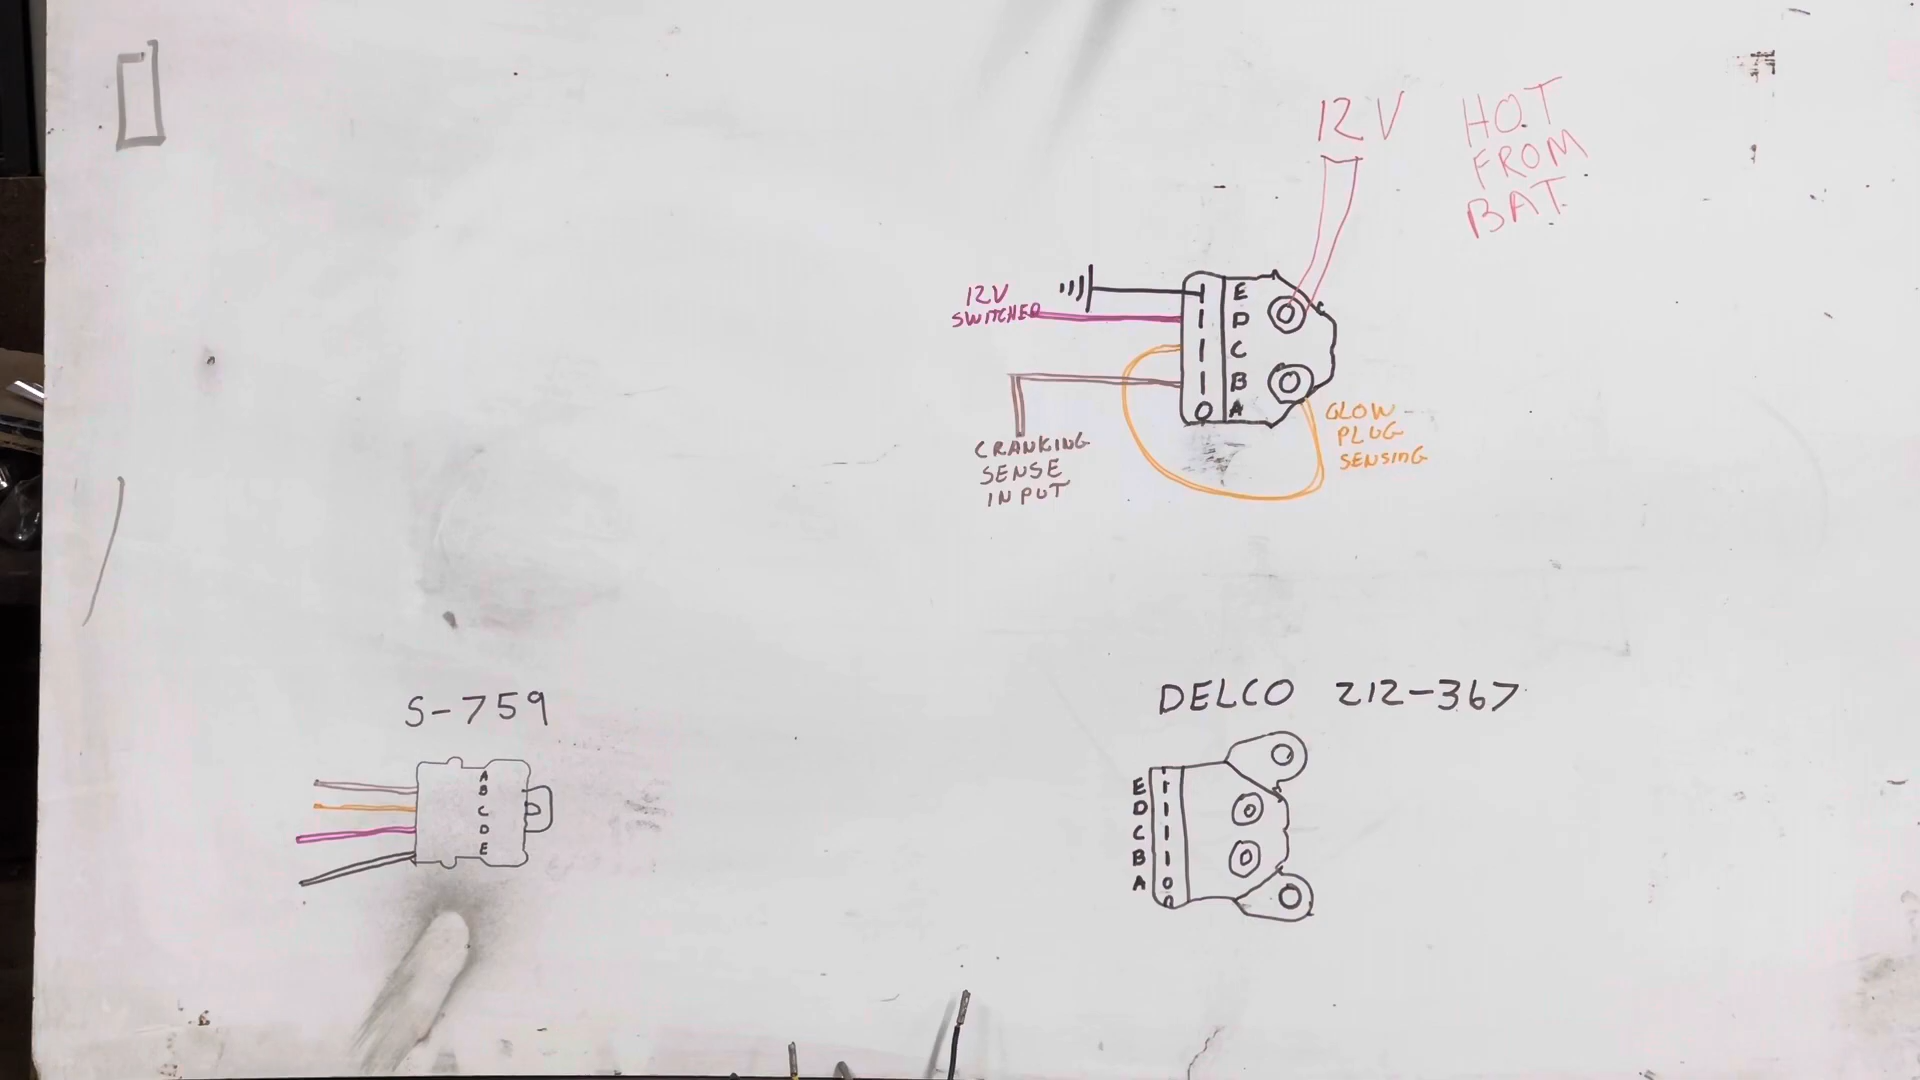 12V
HOT
FROM
BAT.
12V
SWITCHED
E
D
C
B
A
GLOW
PLUG
SENSING
CRANKING
SENSE
INPUT
S-759
A
B
C
D
E
DELCO 212-367
E
D
C
B
A